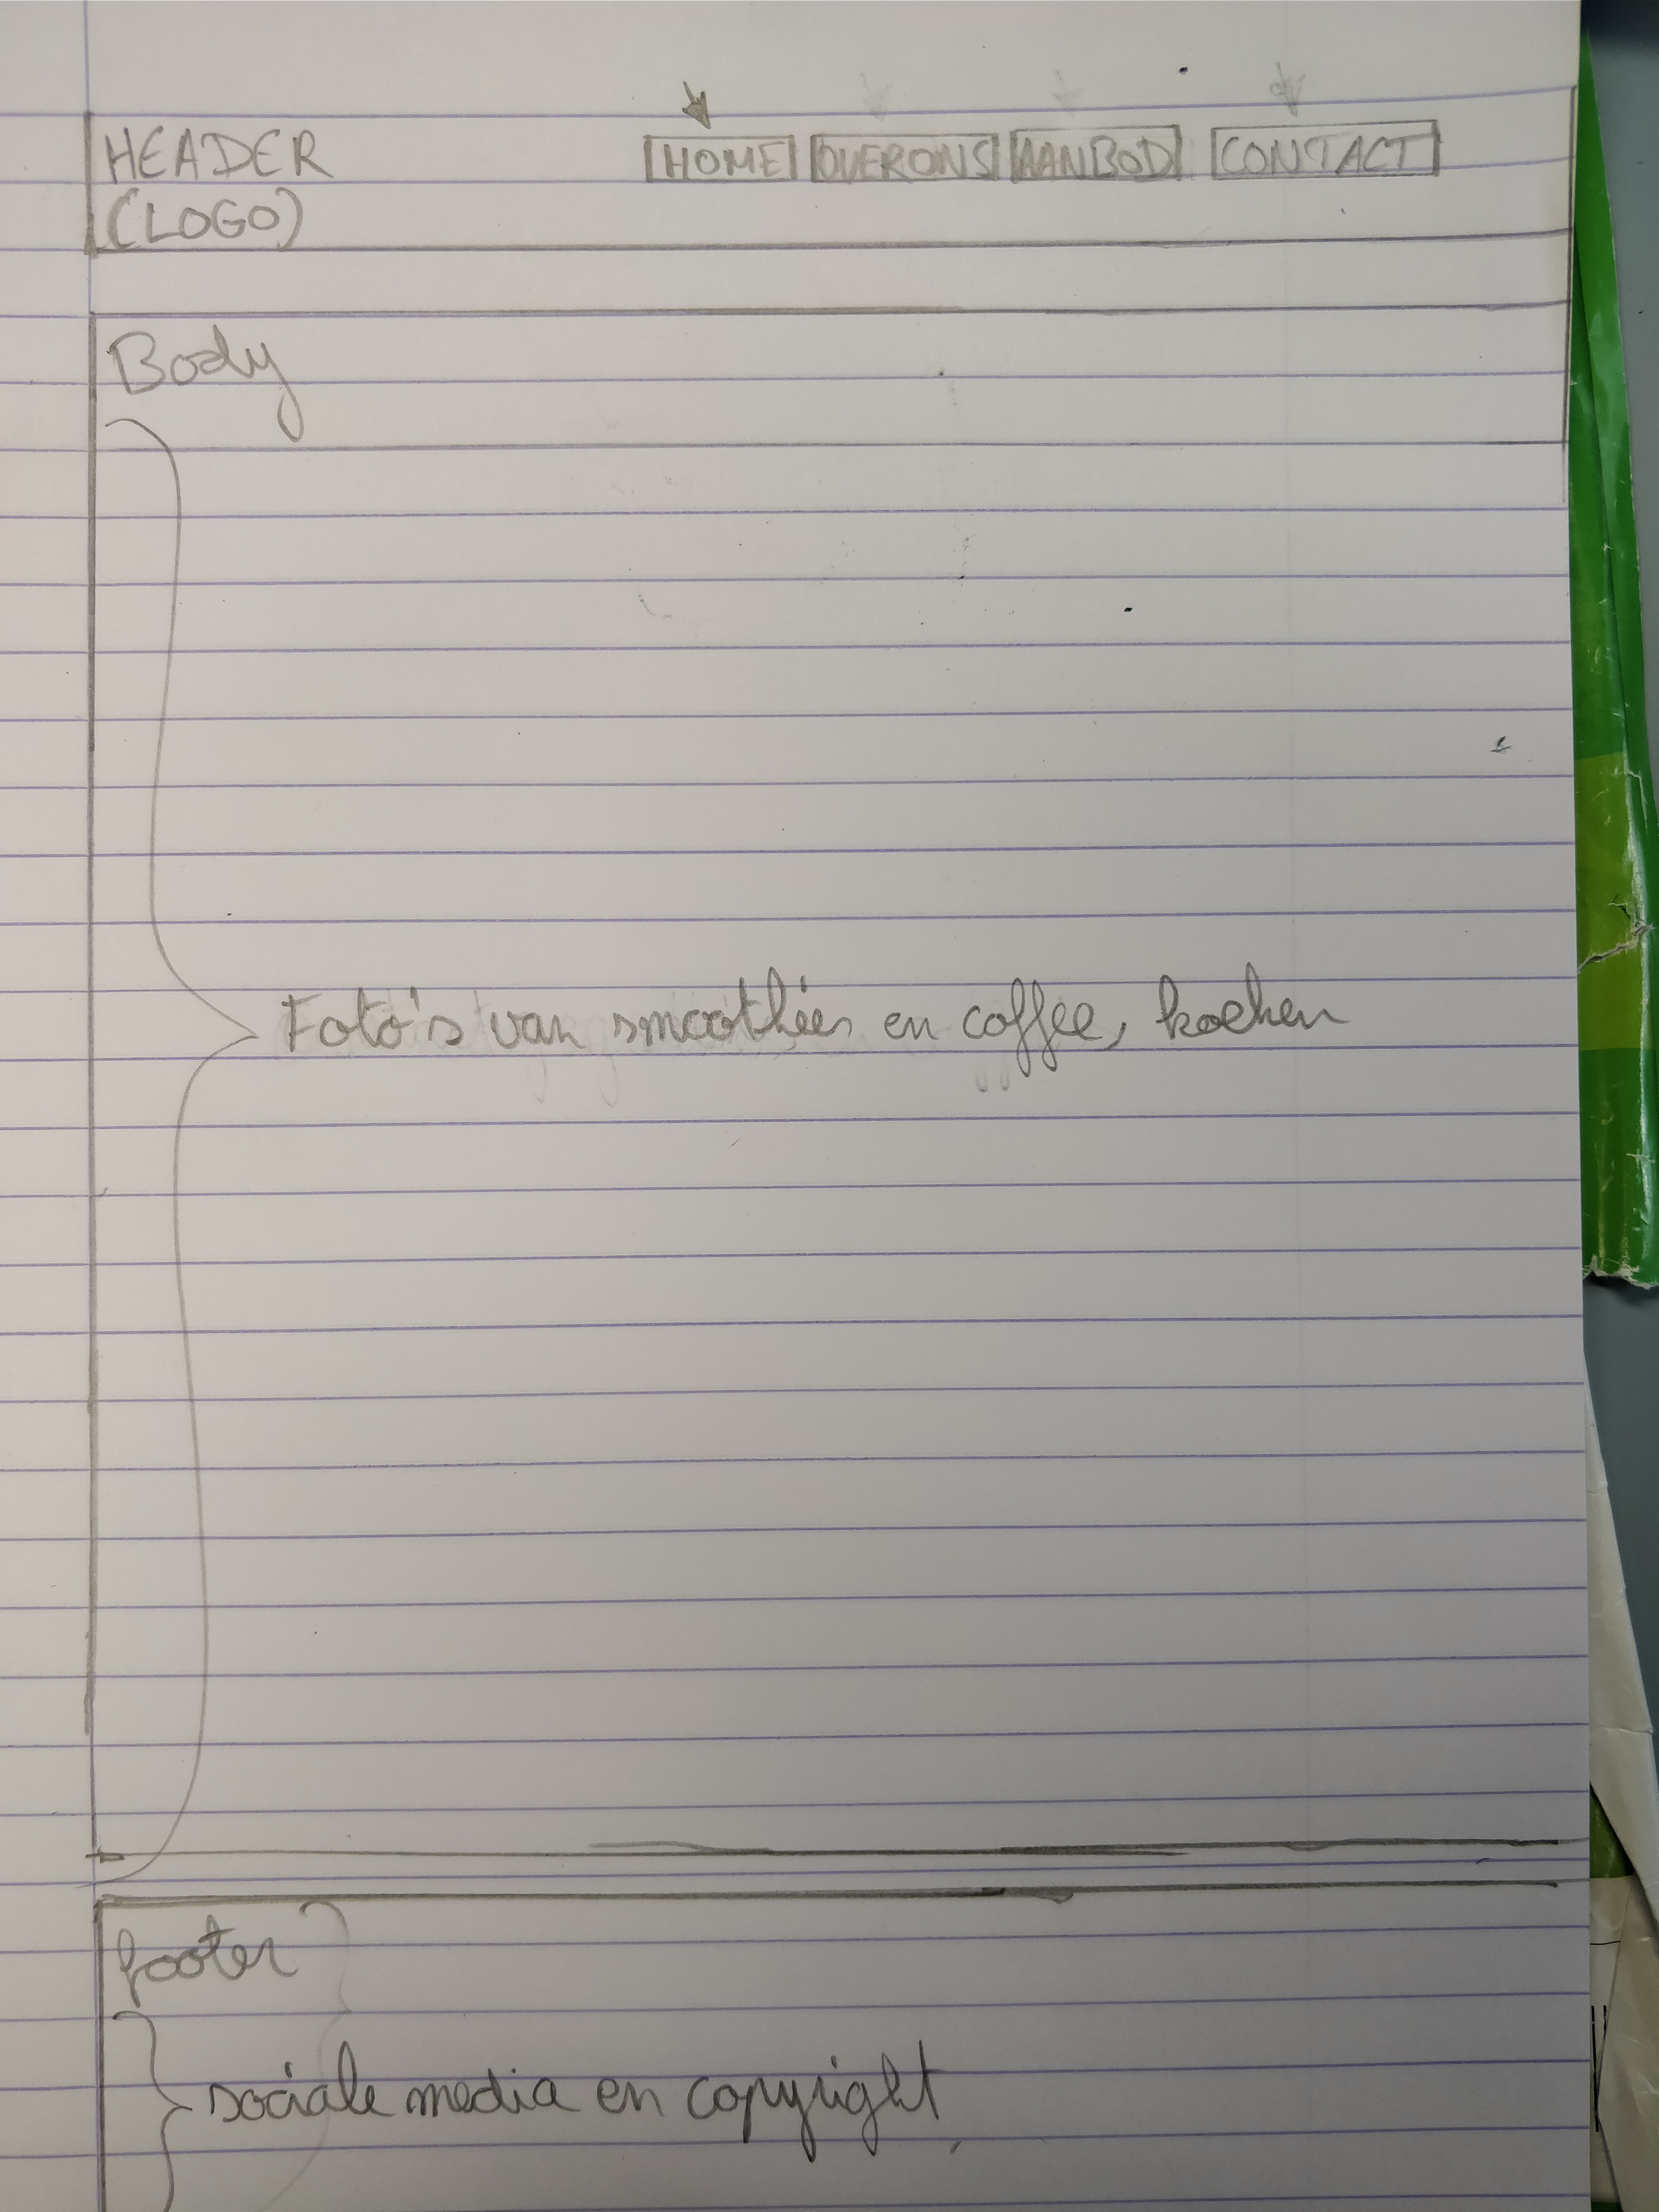 HEADER HOME OVERONS AANBOD CONTACT
(LOGO)
Body
Foto's van smoothies en coffee, koeken
footer
sociale media en copyright